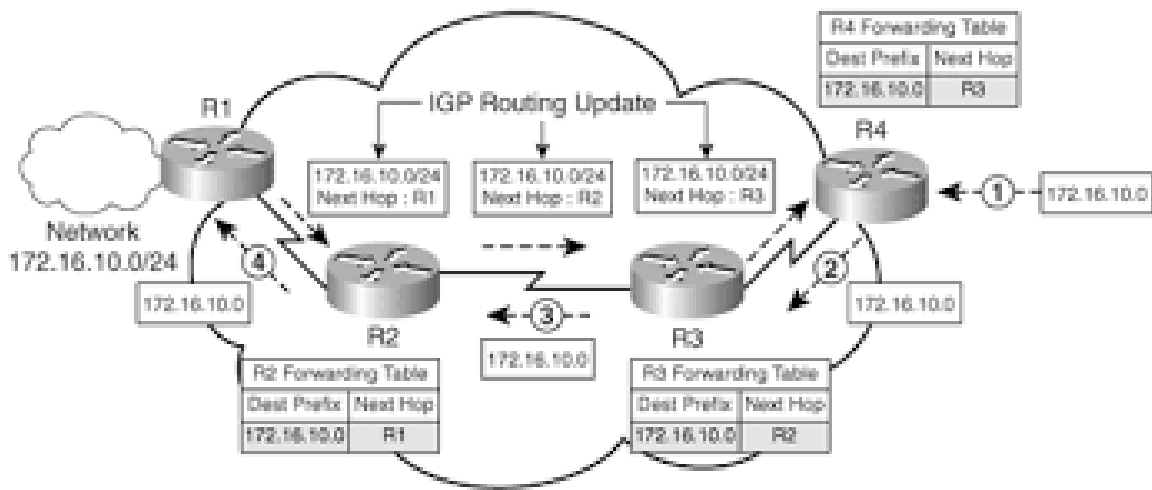 R4 Forwarding Table
Dest Prefix Next Hop
172.16.10.0 R3
R1
IGP Routing Update
R4
172.16.10.0/24
Next Hop : R1
172.16.10.0/24
Next Hop : R2
172.16.10.0/24
Next Hop : R3
1
172.16.10.0
Network
172.16.10.0/24
4
2
172.16.10.0
172.16.10.0
R2
3
R3
172.16.10.0
R2 Forwarding Table
Dest Prefix Next Hop
172.16.10.0 R1
R3 Forwarding Table
Dest Prefix Next Hop
172.16.10.0 R2